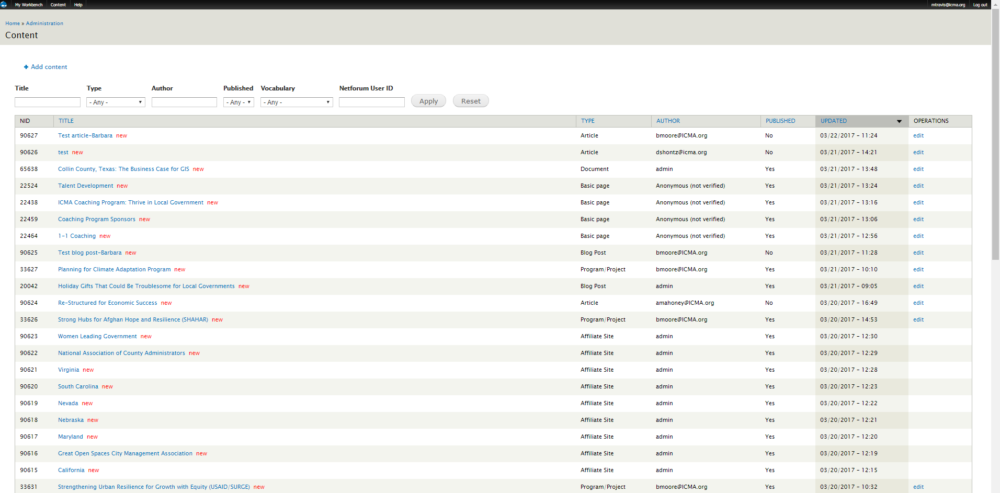 My Workbench Content Help mtravis@icma.org Log out
Home » Administration
Content
Add content
Title Type Author Published Vocabulary Netforum User ID
- Any - - Any - - Any - Apply Reset
NID TITLE TYPE AUTHOR PUBLISHED UPDATED OPERATIONS
90627 Test article-Barbara new Article bmoore@ICMA.org No 03/22/2017 - 11:24 edit
90626 test new Article dshontz@icma.org No 03/21/2017 - 14:21 edit
65638 Collin County, Texas: The Business Case for GIS new Document admin Yes 03/21/2017 - 13:48 edit
22524 Talent Development new Basic page Anonymous (not verified) Yes 03/21/2017 - 13:24 edit
22438 ICMA Coaching Program: Thrive in Local Government new Basic page Anonymous (not verified) Yes 03/21/2017 - 13:16 edit
22459 Coaching Program Sponsors new Basic page Anonymous (not verified) Yes 03/21/2017 - 13:06 edit
22464 1-1 Coaching new Basic page Anonymous (not verified) Yes 03/21/2017 - 12:56 edit
90625 Test blog post-Barbara new Blog Post bmoore@ICMA.org No 03/21/2017 - 11:28 edit
33627 Planning for Climate Adaptation Program new Program/Project bmoore@ICMA.org Yes 03/21/2017 - 10:10 edit
20042 Holiday Gifts That Could Be Troublesome for Local Governments new Blog Post admin Yes 03/21/2017 - 09:05 edit
90624 Re-Structured for Economic Success new Article amahoney@ICMA.org No 03/20/2017 - 16:49 edit
33626 Strong Hubs for Afghan Hope and Resilience (SHAHAR) new Program/Project bmoore@ICMA.org Yes 03/20/2017 - 14:53 edit
90623 Women Leading Government new Affiliate Site admin Yes 03/20/2017 - 12:30
90622 National Association of County Administrators new Affiliate Site admin Yes 03/20/2017 - 12:29
90621 Virginia new Affiliate Site admin Yes 03/20/2017 - 12:28
90620 South Carolina new Affiliate Site admin Yes 03/20/2017 - 12:23
90619 Nevada new Affiliate Site admin Yes 03/20/2017 - 12:22
90618 Nebraska new Affiliate Site admin Yes 03/20/2017 - 12:21
90617 Maryland new Affiliate Site admin Yes 03/20/2017 - 12:20
90616 Great Open Spaces City Management Association new Affiliate Site admin Yes 03/20/2017 - 12:19
90615 California new Affiliate Site admin Yes 03/20/2017 - 12:15
33631 Strengthening Urban Resilience for Growth with Equity (USAID/SURGE) new Program/Project bmoore@ICMA.org Yes 03/20/2017 - 10:32 edit